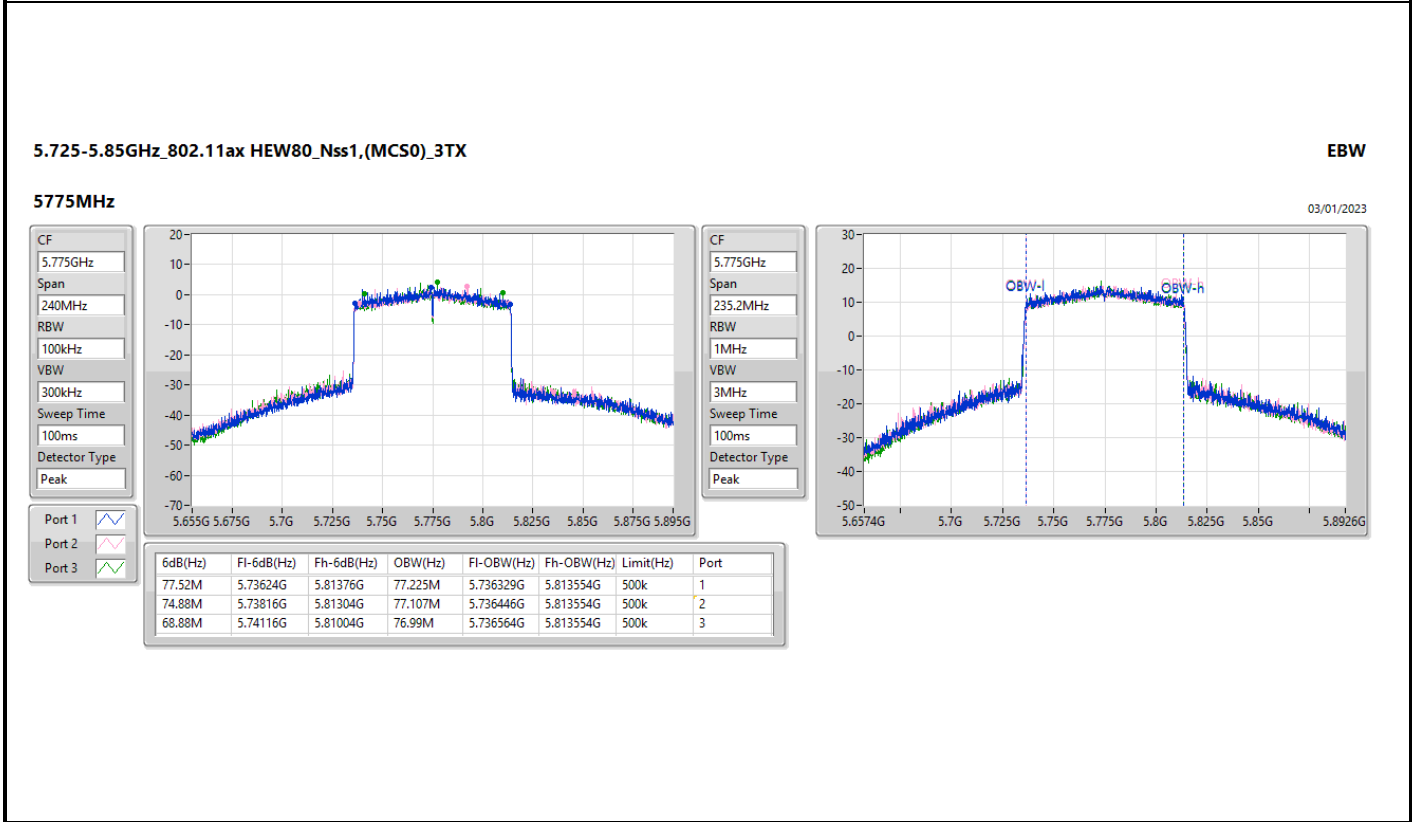 5.725-5.85GHz_802.11ax HEW80_Nss1,(MCS0)_3TX
EBW
5775MHz
03/01/2023
CF
5.775GHz
Span
240MHz
RBW
100kHz
VBW
300kHz
Sweep Time
100ms
Detector Type
Peak
Port 1
Port 2
Port 3
20
10
0
-10
-20
-30
-40
-50
-60
-70
5.655G 5.675G 5.7G 5.725G 5.75G 5.775G 5.8G 5.825G 5.85G 5.875G 5.895G
CF
5.775GHz
Span
235.2MHz
RBW
1MHz
VBW
3MHz
Sweep Time
100ms
Detector Type
Peak
30
20
10
0
-10
-20
-30
-40
-50
OBW-l
OBW-h
5.6574G 5.7G 5.725G 5.75G 5.775G 5.8G 5.825G 5.85G 5.8926G
6dB(Hz) Fl-6dB(Hz) Fh-6dB(Hz) OBW(Hz) Fl-OBW(Hz) Fh-OBW(Hz) Limit(Hz) Port
77.52M 5.73624G 5.81376G 77.225M 5.736329G 5.813554G 500k 1
74.88M 5.73816G 5.81304G 77.107M 5.736446G 5.813554G 500k 2
68.88M 5.74116G 5.81004G 76.99M 5.736564G 5.813554G 500k 3